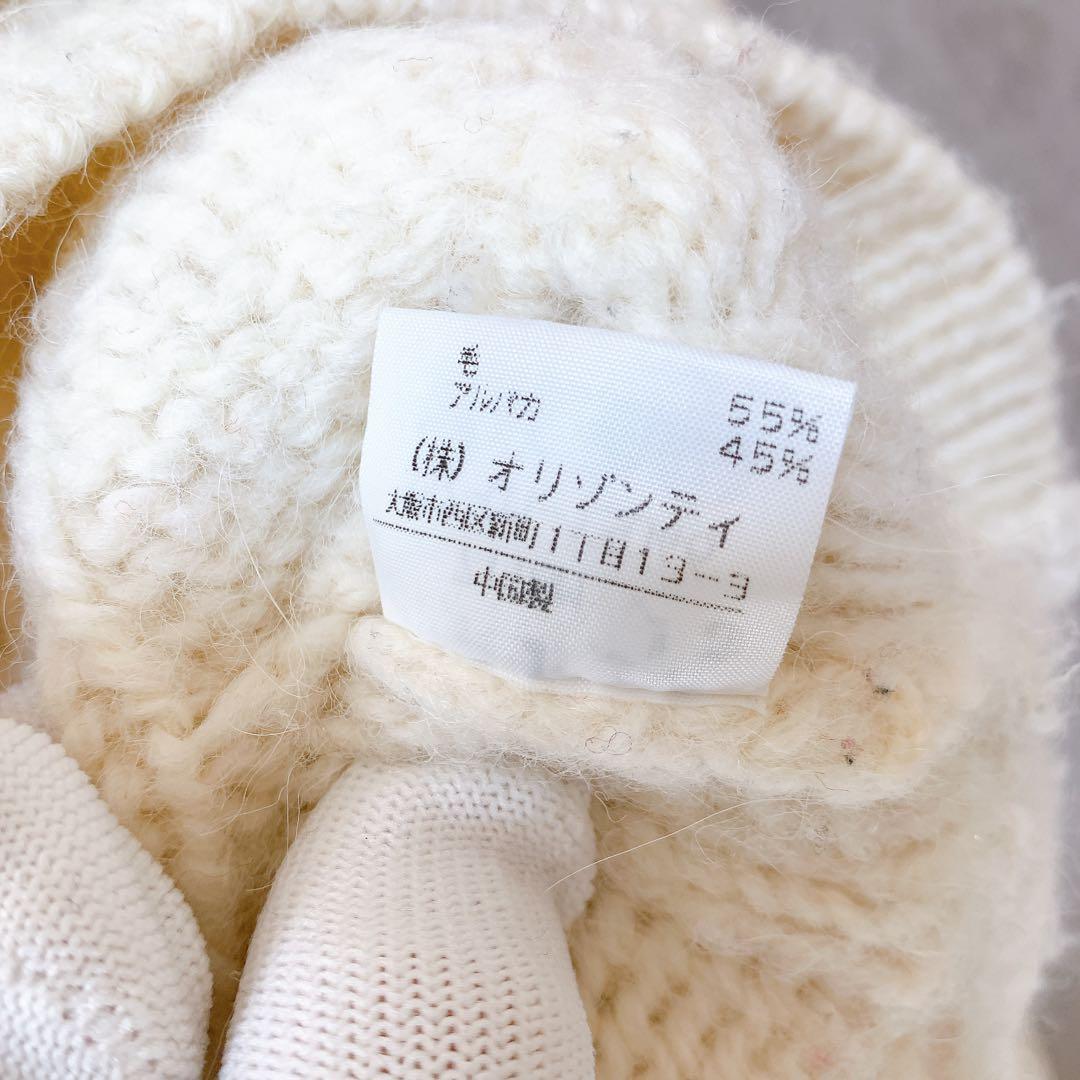 毛 55%
アルパカ 45%
(株) オリゾンティ
大阪市西区新町1丁目13-3
中国製